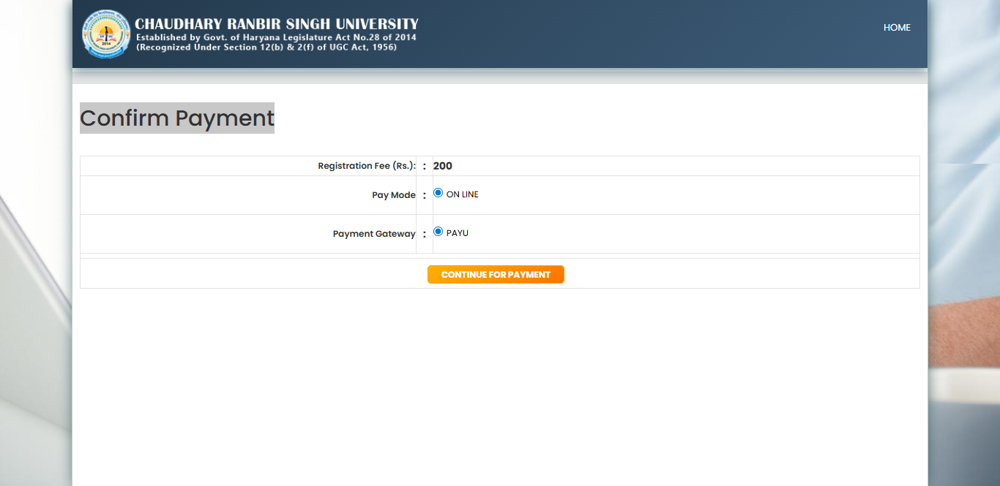 CHAUDHARY RANBIR SINGH UNIVERSITY
Established by Govt. of Haryana Legislature Act No.28 of 2014
(Recognized Under Section 12(b) & 2(f) of UGC Act, 1956)
2014
HOME
Confirm Payment
Registration Fee (Rs.): : 200
Pay Mode : ON LINE
Payment Gateway : PAYU
CONTINUE FOR PAYMENT